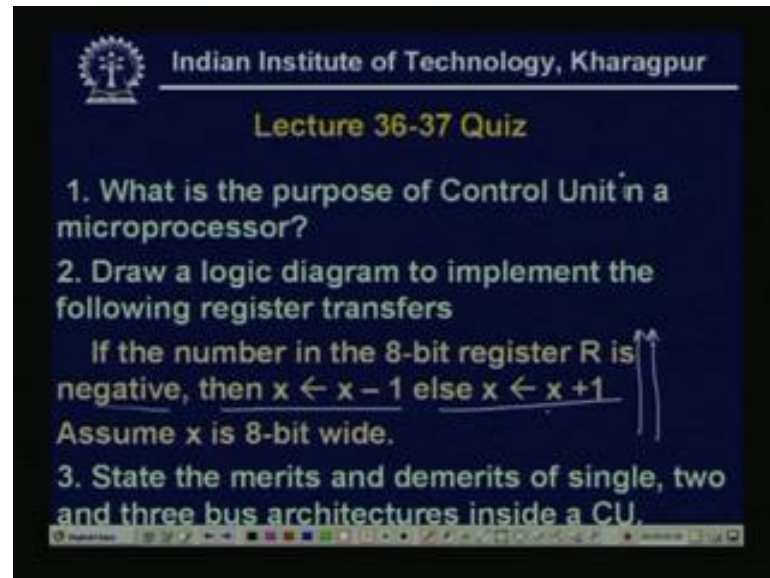 Indian Institute of Technology, Kharagpur
Lecture 36-37 Quiz
1. What is the purpose of Control Unit in a
microprocessor?
2. Draw a logic diagram to implement the
following register transfers
If the number in the 8-bit register R is
negative, then x ← x – 1 else x ← x +1
Assume x is 8-bit wide.
3. State the merits and demerits of single, two
and three bus architectures inside a CU.